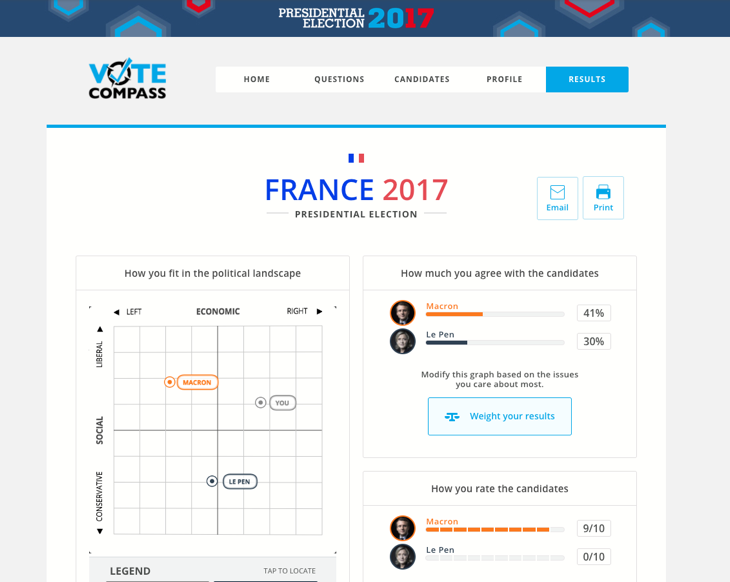 PRESIDENTIAL
ELECTION 2017
VOTE
COMPASS
HOME QUESTIONS CANDIDATES PROFILE RESULTS
FRANCE 2017
PRESIDENTIAL ELECTION
Email Print
How you fit in the political landscape
◀ LEFT ECONOMIC RIGHT ▶
LIBERAL
SOCIAL
CONSERVATIVE
MACRON
YOU
LE PEN
LEGEND TAP TO LOCATE
How much you agree with the candidates
Macron
41%
Le Pen
30%
Modify this graph based on the issues
you care about most.
Weight your results
How you rate the candidates
Macron
9/10
Le Pen
0/10